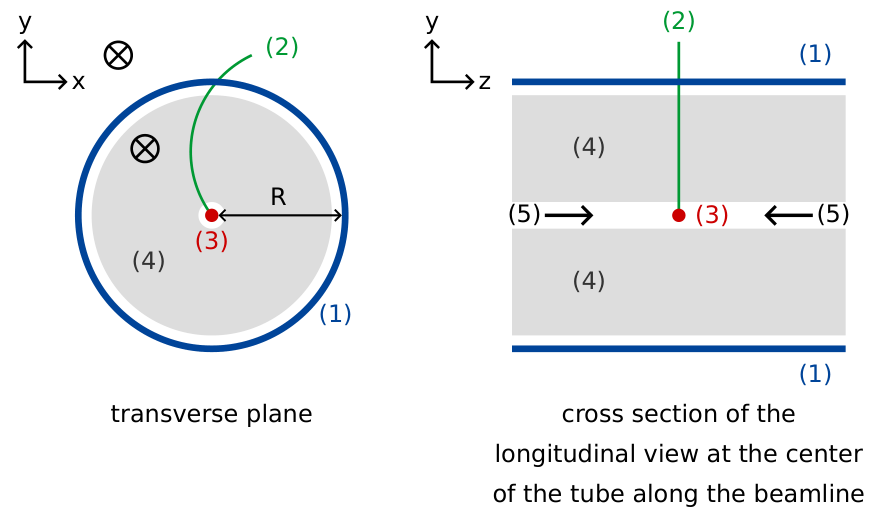 y
x
(2)
R
(3)
(4)
(1)
transverse plane
y
z
(2)
(1)
(4)
(5)
(3)
(5)
(4)
(1)
cross section of the
longitudinal view at the center
of the tube along the beamline